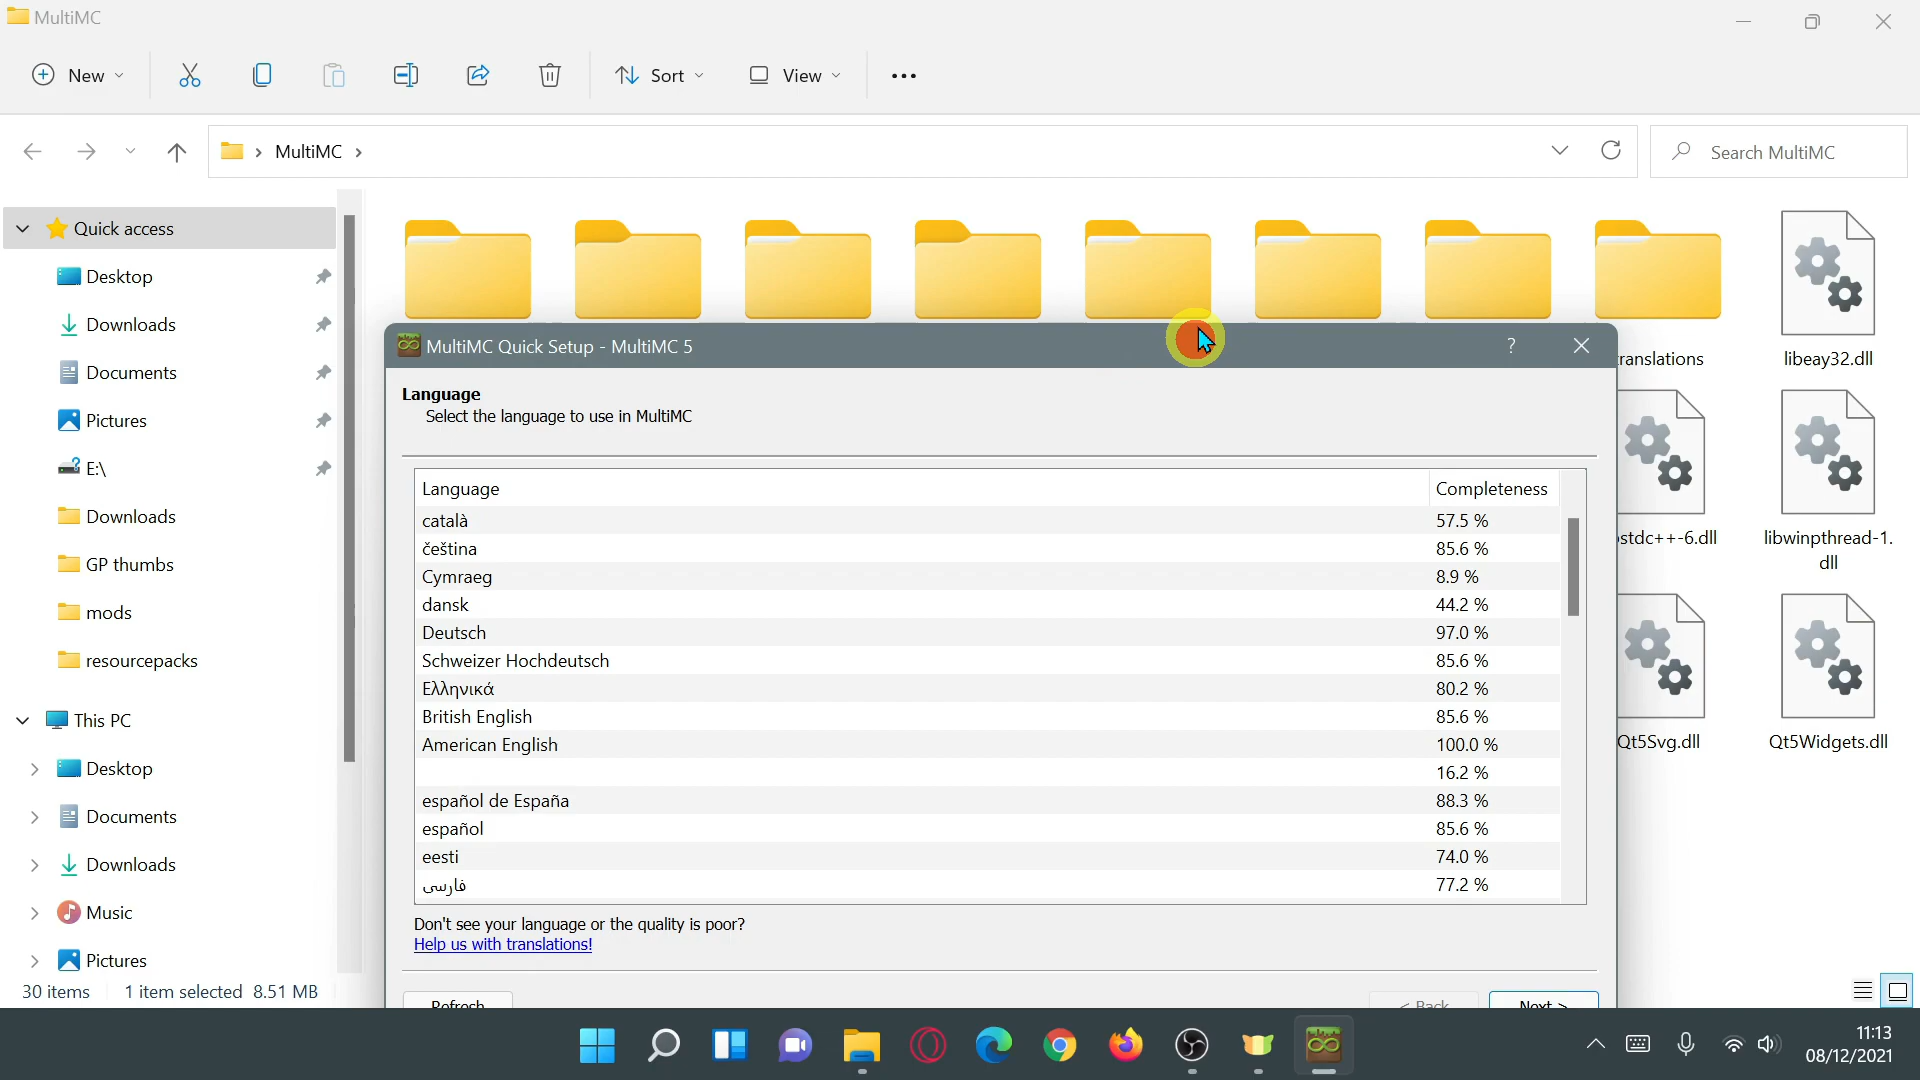 MultiMC
New
Sort
View
MultiMC
Search MultiMC
Quick access
Desktop
Downloads
Documents
Pictures
E:\
Downloads
GP thumbs
mods
resourcepacks
This PC
Desktop
Documents
Downloads
Music
Pictures
30 items
1 item selected 8.51 MB
ranslations
libeay32.dll
stdc++-6.dll
libwinpthread-1.
dll
Qt5Svg.dll
Qt5Widgets.dll
MultiMC Quick Setup - MultiMC 5
?
Language
Select the language to use in MultiMC
Language Completeness
català 57.5 %
čeština 85.6 %
Cymraeg 8.9 %
dansk 44.2 %
Deutsch 97.0 %
Schweizer Hochdeutsch 85.6 %
Ελληνικά 80.2 %
British English 85.6 %
American English 100.0 %
16.2 %
español de España 88.3 %
español 85.6 %
eesti 74.0 %
فارسی 77.2 %
Don't see your language or the quality is poor?
Help us with translations!
Refresh
< Back
Next >
11:13
08/12/2021